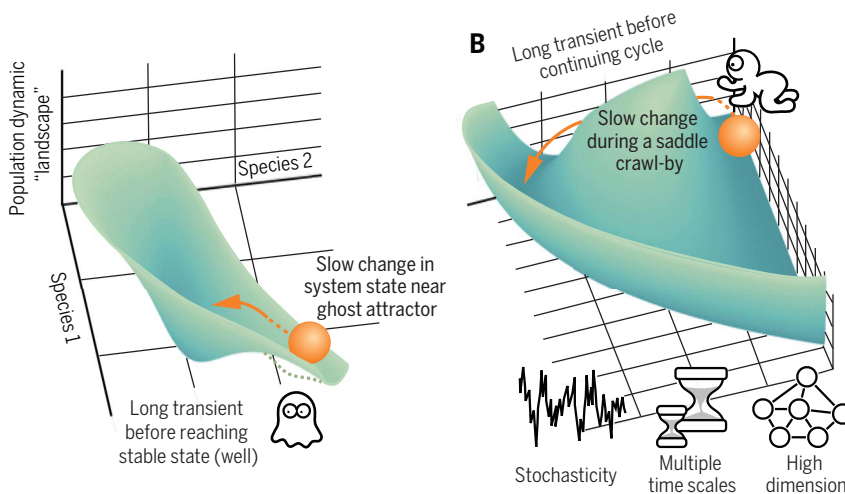 Population dynamic
"landscape"
Species 2
Species 1
Slow change in
system state near
ghost attractor
Long transient
before reaching
stable state (well)
B
Long transient before
continuing cycle
Slow change
during a saddle
crawl-by
Stochasticity
Multiple
time scales
High
dimension